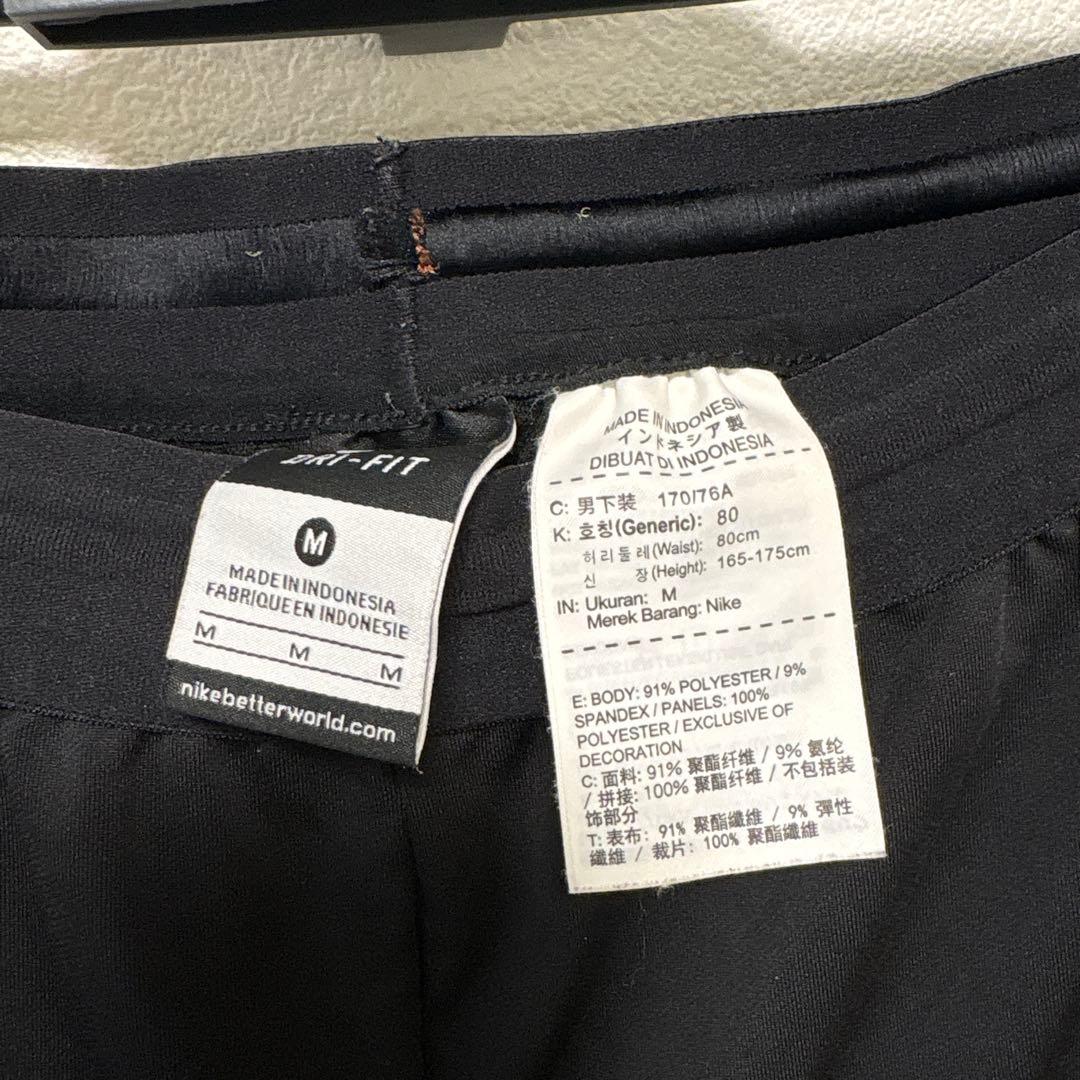 DRI-FIT
M
MADE IN INDONESIA
FABRIQUE EN INDONESIE
M
M
M
nikebetterworld.com
MADE IN INDONESIA
インドネシア製
DIBUAT DI INDONESIA
C: 男下装 170/76A
K: 호칭(Generic): 80
허리둘레(Waist): 80cm
신 장(Height): 165-175cm
IN: Ukuran: M
Merek Barang: Nike
E: BODY: 91% POLYESTER / 9%
SPANDEX / PANELS: 100%
POLYESTER / EXCLUSIVE OF
DECORATION
C: 面料: 91% 聚酯纤维 / 9% 氨纶
/ 拼接: 100% 聚酯纤维 / 不包括装
饰部分
T: 表布: 91% 聚酯纖維 / 9% 彈性
纖維 / 裁片: 100% 聚酯纖維